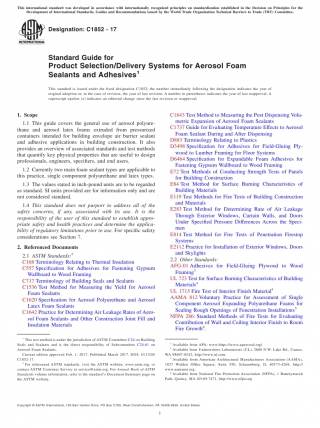 This international standard was developed in accordance with internationally recognized principles on standardization established in the Decision on Principles for the
Development of International Standards, Guides and Recommendations issued by the World Trade Organization Technical Barriers to Trade (TBT) Committee.
Designation: C1852 − 17
Standard Guide for
Product Selection/Delivery Systems for Aerosol Foam
Sealants and Adhesives1
This standard is issued under the fixed designation C1852; the number immediately following the designation indicates the year of
original adoption or, in the case of revision, the year of last revision. A number in parentheses indicates the year of last reapproval. A
superscript epsilon (ε) indicates an editorial change since the last revision or reapproval.
1. Scope
1.1 This guide covers the general use of aerosol polyure-
thane and aerosol latex foams extruded from pressurized
containers intended for building envelope air barrier sealant
and adhesive applications in building construction. It also
provides an overview of associated standards and test methods
that quantify key physical properties that are useful to design
professionals, engineers, specifiers, and end users.
1.2 Currently two main foam sealant types are applicable to
this practice, single component polyurethane and latex types.
1.3 The values stated in inch-pound units are to be regarded
as standard. SI units provided are for information only and are
not considered standard.
1.4 This standard does not purport to address all of the
safety concerns, if any, associated with its use. It is the
responsibility of the user of this standard to establish appro-
priate safety and health practices and determine the applica-
bility of regulatory limitations prior to use. For specific safety
considerations see Section 7.
2. Referenced Documents
2.1 ASTM Standards:2
C168 Terminology Relating to Thermal Insulation
C557 Specification for Adhesives for Fastening Gypsum
Wallboard to Wood Framing
C717 Terminology of Building Seals and Sealants
C1536 Test Method for Measuring the Yield for Aerosol
Foam Sealants
C1620 Specification for Aerosol Polyurethane and Aerosol
Latex Foam Sealants
C1642 Practice for Determining Air Leakage Rates of Aero-
sol Foam Sealants and Other Construction Joint Fill and
Insulation Materials
C1643 Test Method to Measuring the Post Dispensing Volu-
metric Expansion of Aerosol Foam Sealants
C1737 Guide for Evaluating Temperature Effects to Aerosol
Foam Sealant During and After Dispensing
D883 Terminology Relating to Plastics
D3498 Specification for Adhesives for Field-Gluing Ply-
wood to Lumber Framing for Floor Systems
D6464 Specification for Expandable Foam Adhesives for
Fastening Gypsum Wallboard to Wood Framing
E72 Test Methods of Conducting Strength Tests of Panels
for Building Construction
E84 Test Method for Surface Burning Characteristics of
Building Materials
E119 Test Methods for Fire Tests of Building Construction
and Materials
E283 Test Method for Determining Rate of Air Leakage
Through Exterior Windows, Curtain Walls, and Doors
Under Specified Pressure Differences Across the Speci-
men
E814 Test Method for Fire Tests of Penetration Firestop
Systems
E2112 Practice for Installation of Exterior Windows, Doors
and Skylights
2.2 Other Standards:
AFG-01 Adhesives for Field-Gluing Plywood to Wood
Framing3
UL 723 Test for Surface Burning Characteristics of Building
Materials4
UL 1715 Fire Test of Interior Finish Material4
AAMA 812 Voluntary Practice for Assessment of Single
Component Aerosol Expanding Polyurethane Foams for
Sealing Rough Openings of Fenestration Installations5
NFPA 286 Standard Methods of Fire Tests for Evaluating
Contribution of Wall and Ceiling Interior Finish to Room
Fire Growth6
1 This test method is under the jurisdiction of ASTM Committee C24 on Building
Seals and Sealants and is the direct responsibility of Subcommittee C24.61 on
Aerosol Foam Sealants.
Current edition approved Feb. 1, 2017. Published March 2017. DOI: 10.1520/
C1852-17.
2 For referenced ASTM standards, visit the ASTM website, www.astm.org, or
contact ASTM Customer Service at service@astm.org. For Annual Book of ASTM
Standards volume information, refer to the standard's Document Summary page on
the ASTM website.
3 Available from APA: www.apawood.org
4 Available from Underwriters Laboratories (UL), 2600 N.W. Lake Rd., Camas,
WA 98607-8542, http://www.ul.com.
5 Available from American Architectural Manufacturers Association (AAMA),
1827 Walden Office Square, Suite 550, Schaumburg, IL 60173-4268, http://
www.aamanet.org.
6 Available from National Fire Protection Association (NFPA), 1 Batterymarch
Park, Quincy, MA 02169-7471, http://www.nfpa.org.
Copyright © ASTM International, 100 Barr Harbor Drive, PO Box C700, West Conshohocken, PA 19428-2959. United States
1